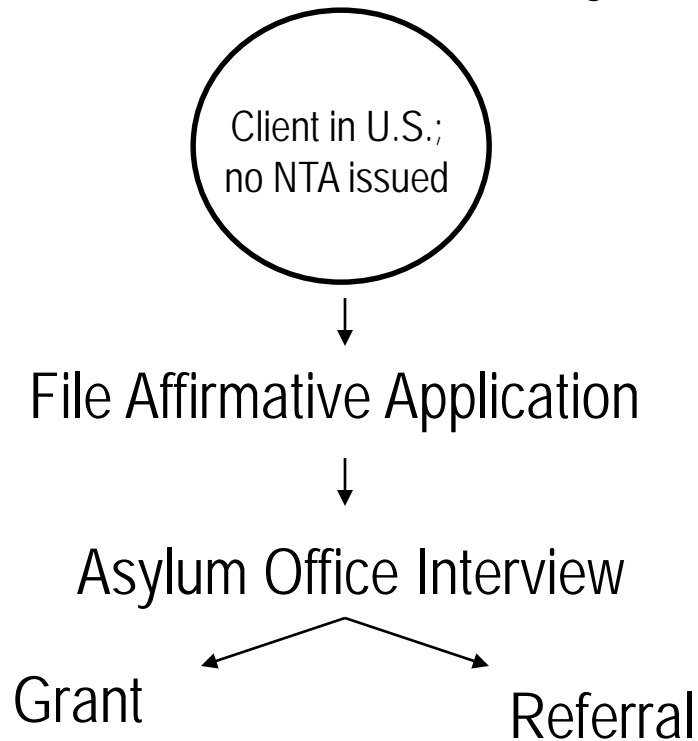 Client in U.S.;
no NTA issued
File Affirmative Application
Asylum Office Interview
Grant
Referral